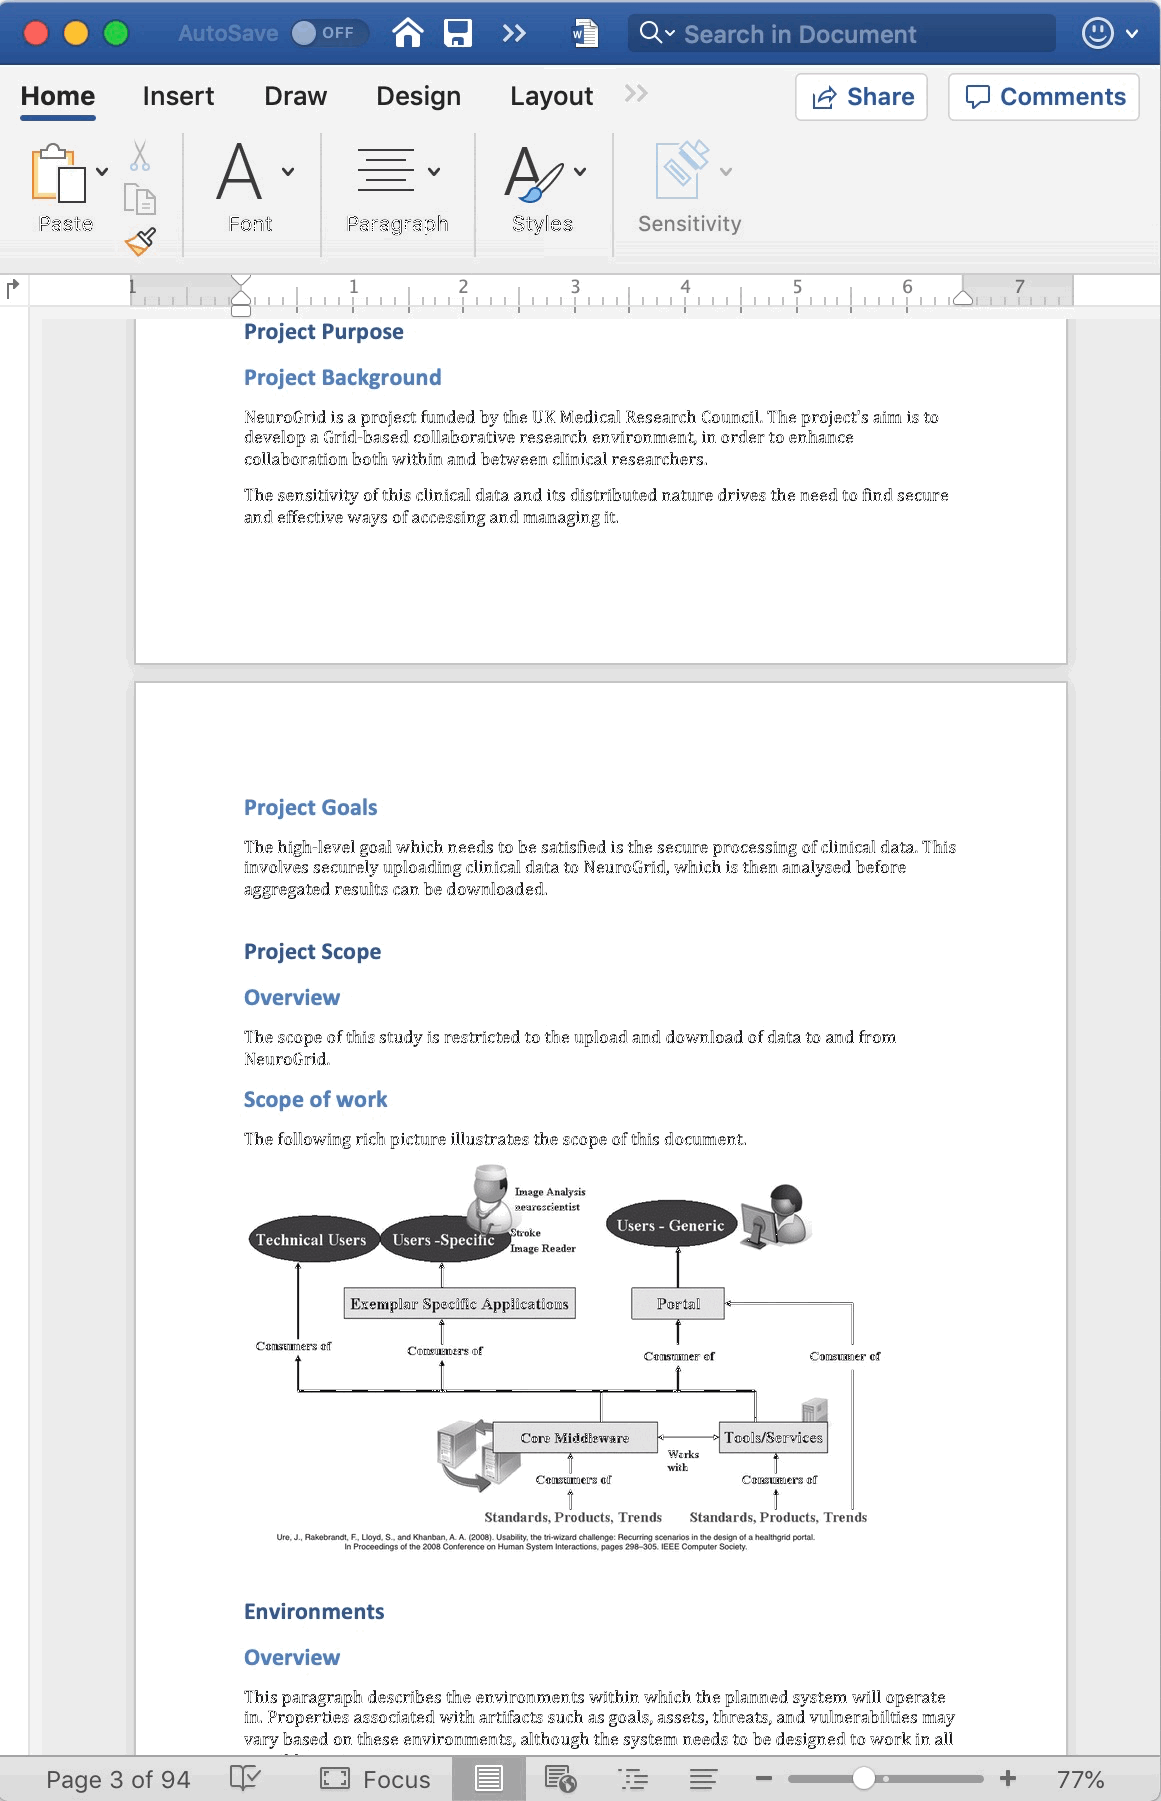 AutoSave OFF Search in Document
Home Insert Draw Design Layout Share Comments
Paste Font Paragraph Styles Sensitivity
1 1 2 3 4 5 6 7
Project Purpose
Project Background
NeuroGrid is a project funded by the UK Medical Research Council. The project's aim is to
develop a Grid-based collaborative research environment, in order to enhance
collaboration both within and between clinical researchers.
The sensitivity of this clinical data and its distributed nature drives the need to find secure
and effective ways of accessing and managing it.
Project Goals
The high-level goal which needs to be satisfied is the secure processing of clinical data. This
involves securely uploading clinical data to NeuroGrid, which is then analysed before
aggregated results can be downloaded.
Project Scope
Overview
The scope of this study is restricted to the upload and download of data to and from
NeuroGrid.
Scope of work
The following rich picture illustrates the scope of this document.
Image Analysis
neuroscientist
Stroke
Image Reader
Technical Users Users -Specific Users - Generic
Exemplar Specific Applications Portal
Consumers of Consumers of Consumer of Consumer of
Core Middleware Tools/Services
Works
with
Consumers of Consumers of
Standards, Products, Trends Standards, Products, Trends
Ure, J., Rakebrandt, F., Lloyd, S., and Khanban, A. A. (2008). Usability, the tri-wizard challenge: Recurring scenarios in the design of a healthgrid portal.
In Proceedings of the 2008 Conference on Human System Interactions, pages 298–305. IEEE Computer Society.
Environments
Overview
This paragraph describes the environments within which the planned system will operate
in. Properties associated with artifacts such as goals, assets, threats, and vulnerabilties may
vary based on these environments, although the system needs to be designed to work in all
Page 3 of 94 Focus 77%